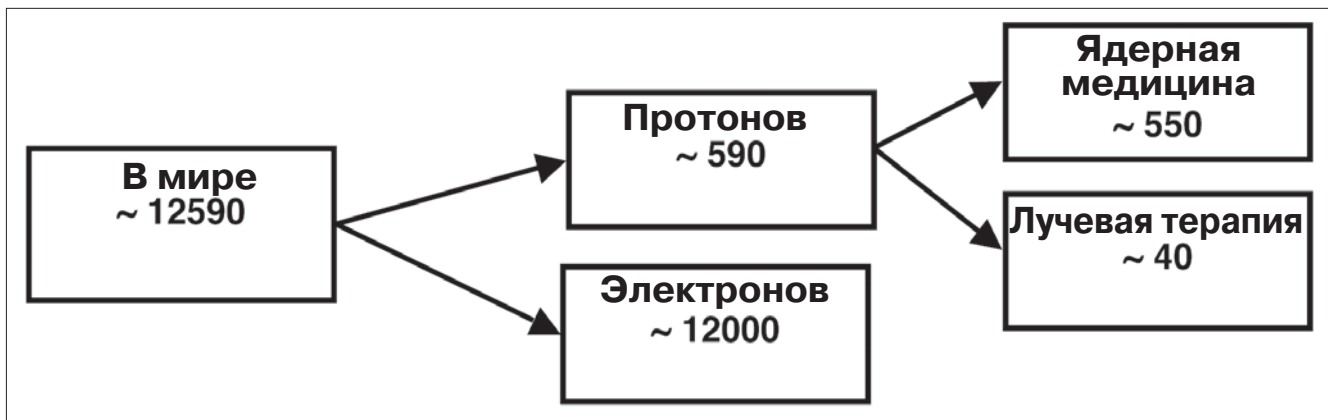 В мире
~ 12590
Протонов
~ 590
Электронов
~ 12000
Ядерная
медицина
~ 550
Лучевая терапия
~ 40